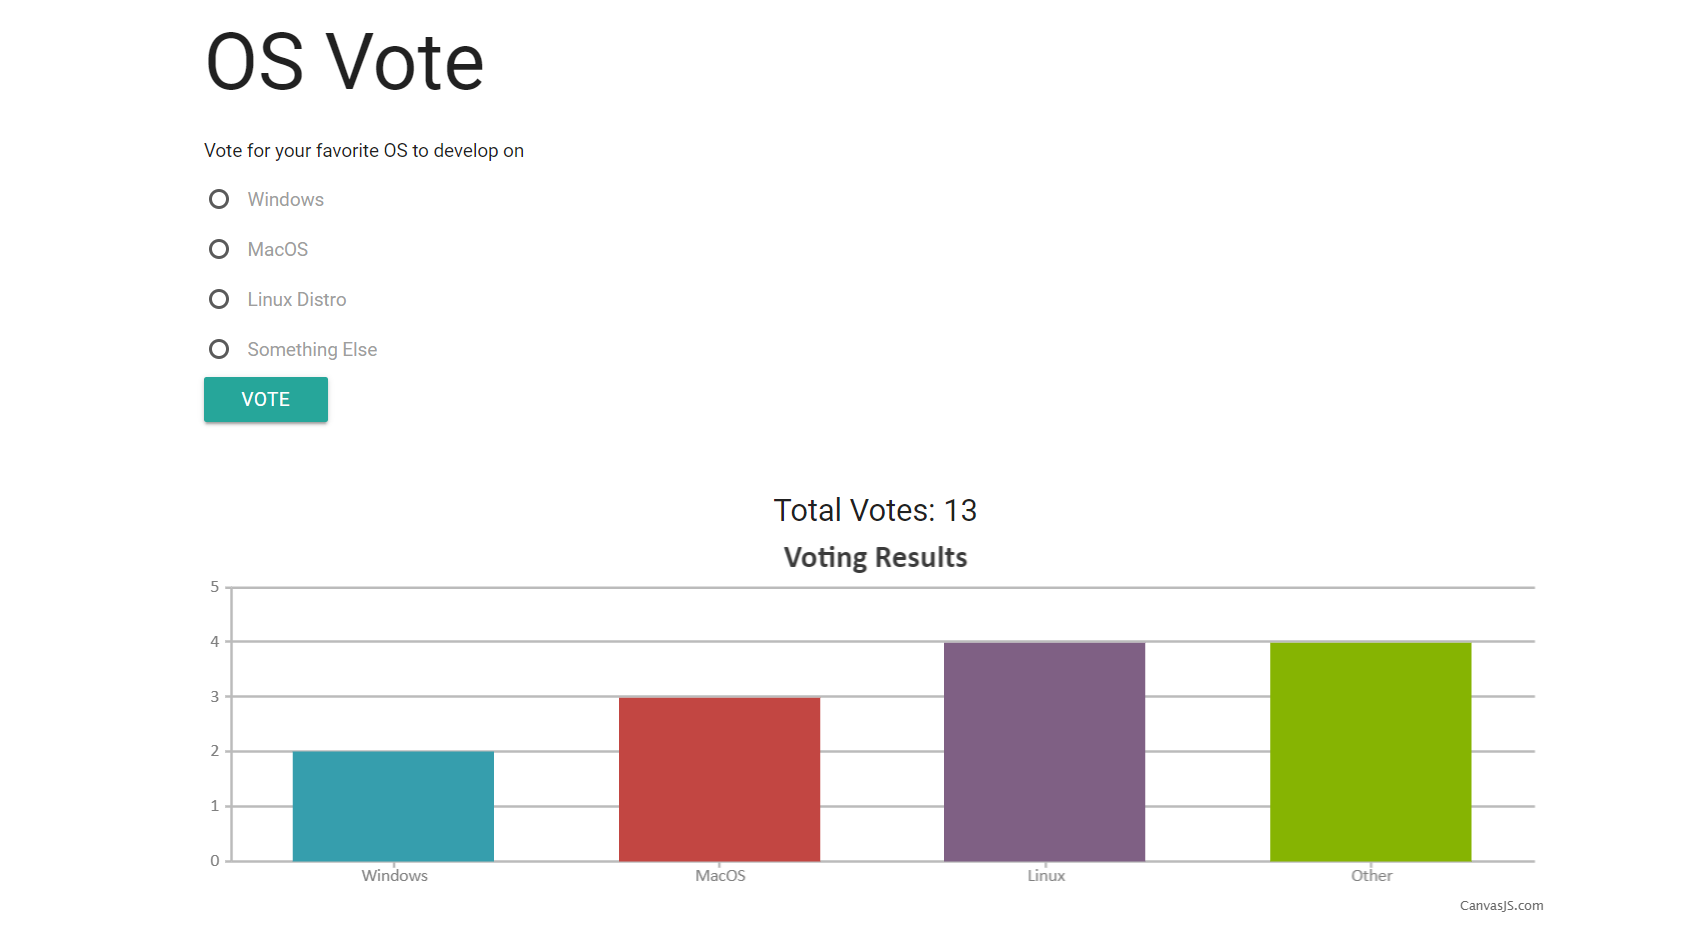 OS Vote
Vote for your favorite OS to develop on
Windows
MacOS
Linux Distro
Something Else
VOTE
Total Votes: 13
Voting Results
5
4
3
2
1
0
Windows MacOS Linux Other
CanvasJS.com